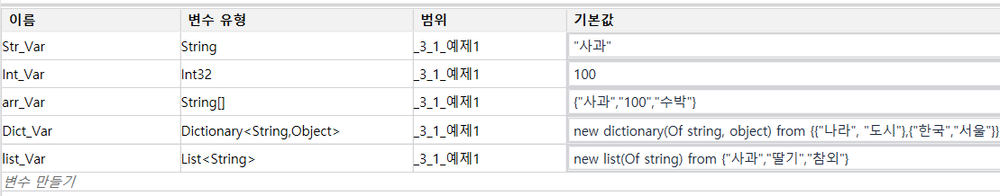 이름 변수 유형 범위 기본값
Str_Var String _3_1_예제1 "사과"
Int_Var Int32 _3_1_예제1 100
arr_Var String[] _3_1_예제1 {"사과","100","수박"}
Dict_Var Dictionary<String,Object> _3_1_예제1 new dictionary(Of string, object) from {{"나라", "도시"},{"한국","서울"}}
list_Var List<String> _3_1_예제1 new list(Of string) from {"사과","딸기","참외"}
변수 만들기